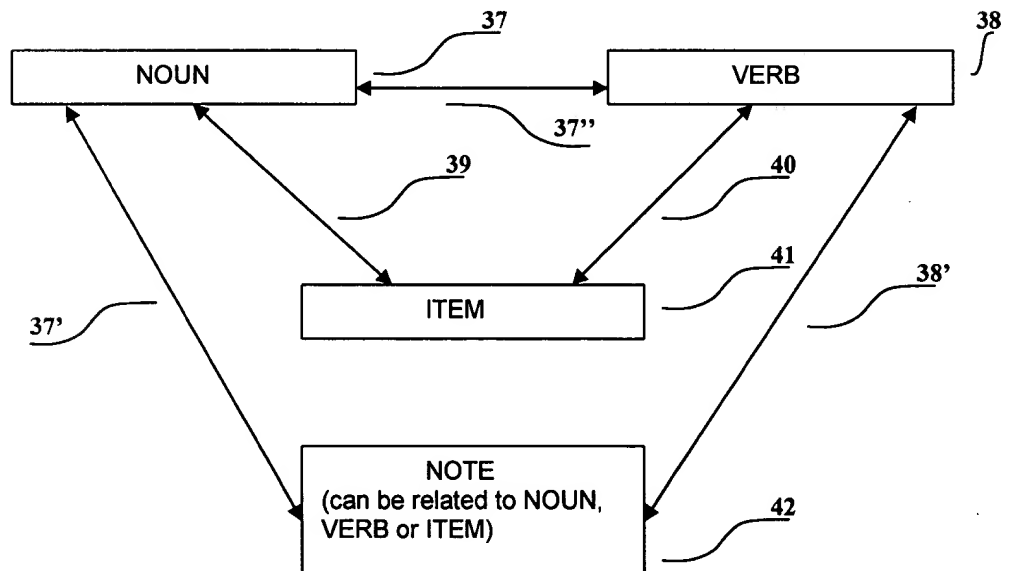 37
38
NOUN
VERB
37’’
39
40
41
38’
ITEM
37’
NOTE
(can be related to NOUN,
VERB or ITEM)
42